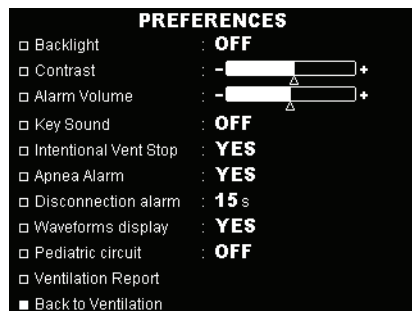 PREFERENCES
Backlight : OFF
Contrast : - +
Alarm Volume : - +
Key Sound : OFF
Intentional Vent Stop : YES
Apnea Alarm : YES
Disconnection alarm : 15 s
Waveforms display : YES
Pediatric circuit : OFF
Ventilation Report
Back to Ventilation